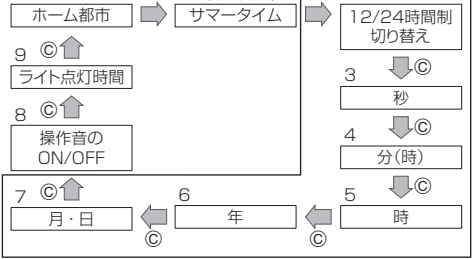 ホーム都市
サマータイム
12/24時間制
切り替え
9 Ⓒ
Ⓒ
ライト点灯時間
3
秒
8 Ⓒ
Ⓒ
操作音の
ON/OFF
4
分(時)
7 Ⓒ
6
5
Ⓒ
月・日
年
時
Ⓒ
Ⓒ